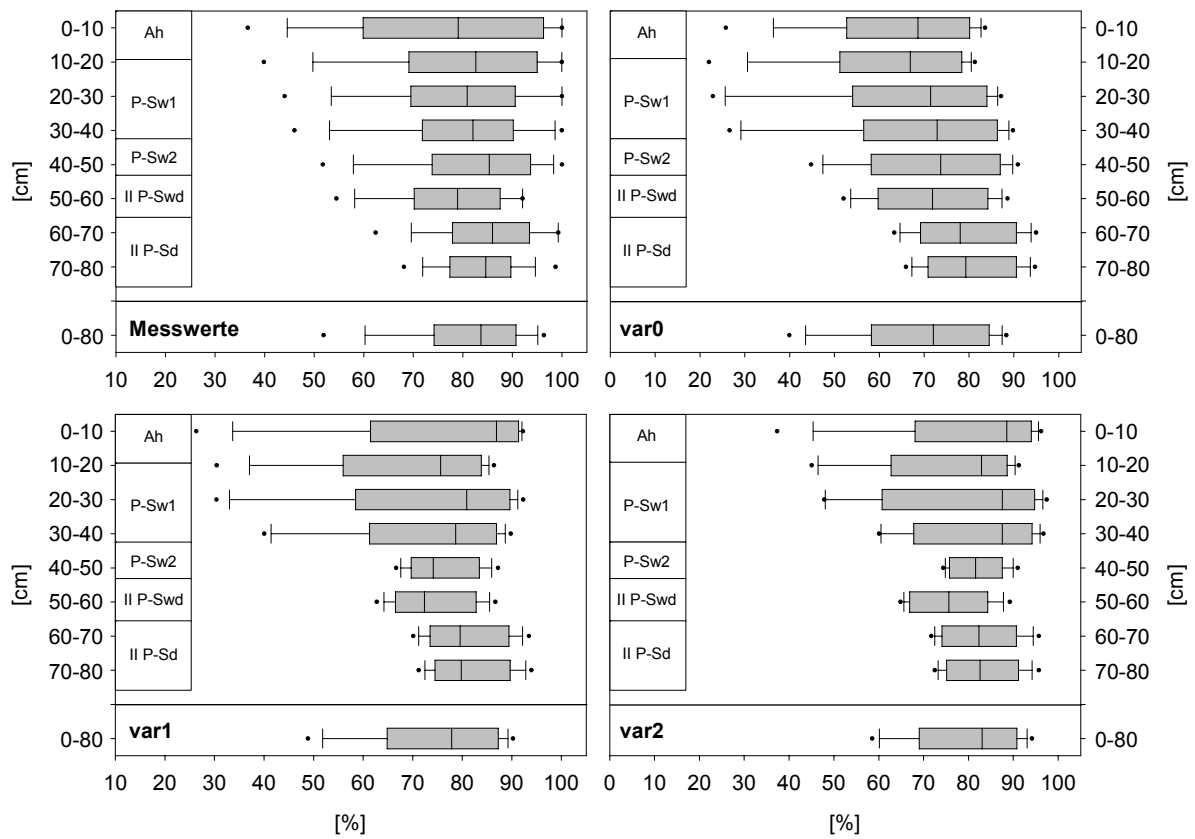 0-10 Ah
10-20
P-Sw1
20-30
30-40
40-50 P-Sw2
50-60 II P-Swd
60-70
II P-Sd
70-80
[cm]
0-80 Messwerte
10 20 30 40 50 60 70 80 90 100
Ah 0-10
10-20
P-Sw1
20-30
30-40
P-Sw2 40-50
II P-Swd 50-60
60-70
II P-Sd
70-80
[cm]
var0 0-80
0 10 20 30 40 50 60 70 80 90 100
0-10 Ah
10-20
P-Sw1
20-30
30-40
40-50 P-Sw2
50-60 II P-Swd
60-70
II P-Sd
70-80
[cm]
0-80 var1
10 20 30 40 50 60 70 80 90 100
[%]
Ah 0-10
10-20
P-Sw1
20-30
30-40
P-Sw2 40-50
II P-Swd 50-60
60-70
II P-Sd
70-80
[cm]
var2 0-80
0 10 20 30 40 50 60 70 80 90 100
[%]